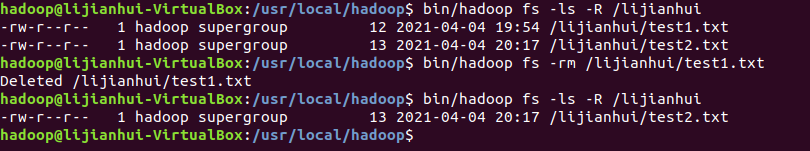 hadoop@lijianhui-VirtualBox:/usr/local/hadoop$ bin/hadoop fs -ls -R /lijianhui
-rw-r--r--   1 hadoop supergroup         12 2021-04-04 19:54 /lijianhui/test1.txt
-rw-r--r--   1 hadoop supergroup         13 2021-04-04 20:17 /lijianhui/test2.txt
hadoop@lijianhui-VirtualBox:/usr/local/hadoop$ bin/hadoop fs -rm /lijianhui/test1.txt
Deleted /lijianhui/test1.txt
hadoop@lijianhui-VirtualBox:/usr/local/hadoop$ bin/hadoop fs -ls -R /lijianhui
-rw-r--r--   1 hadoop supergroup         13 2021-04-04 20:17 /lijianhui/test2.txt
hadoop@lijianhui-VirtualBox:/usr/local/hadoop$